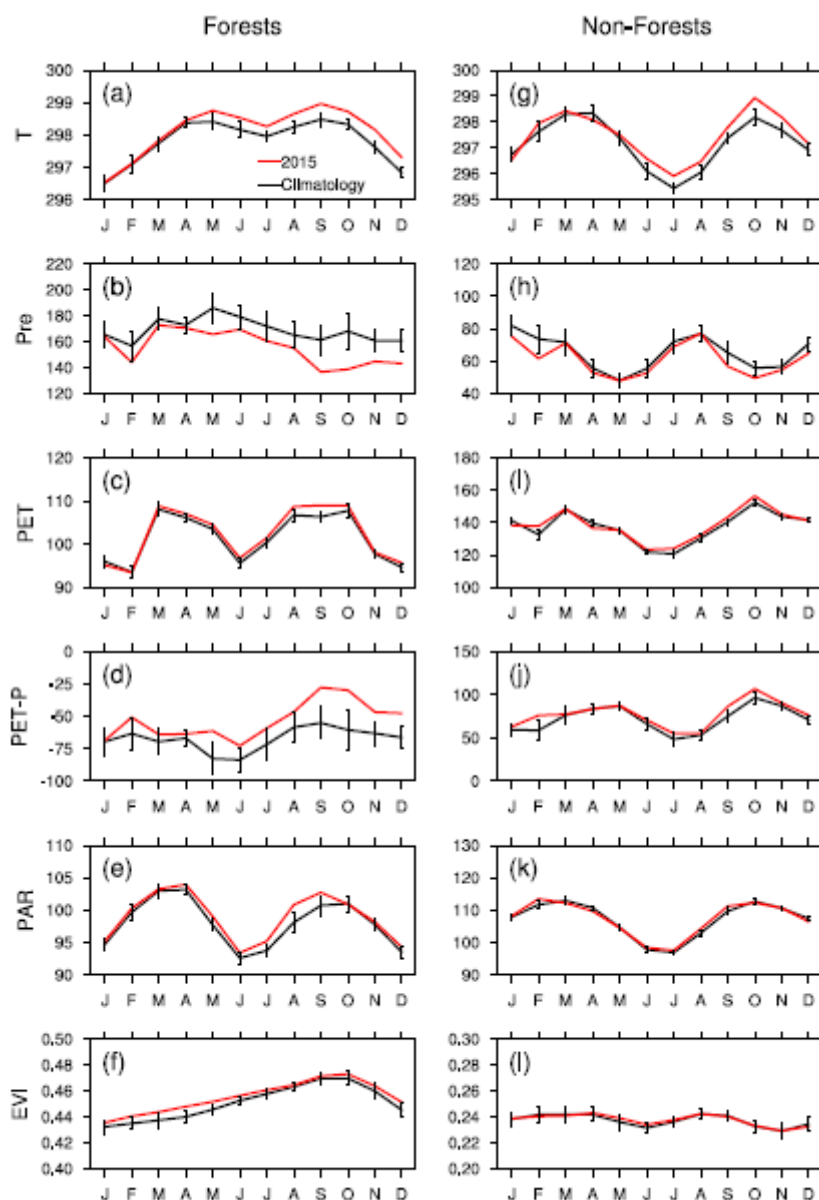 Forests Non-Forests
(a) (g)
T
300 299 298 297 296
300 299 298 297 296 295
2015
Climatology
J F M A M J J A S O N D
J F M A M J J A S O N D
(b) (h)
Pre
220 200 180 160 140 120
120 100 80 60 40
J F M A M J J A S O N D
J F M A M J J A S O N D
(c) (i)
PET
120 110 100 90
180 160 140 120 100
J F M A M J J A S O N D
J F M A M J J A S O N D
(d) (j)
PET-P
0 -25 -50 -75 -100
150 100 50 0
J F M A M J J A S O N D
J F M A M J J A S O N D
(e) (k)
PAR
110 105 100 95 90
130 120 110 100 90
J F M A M J J A S O N D
J F M A M J J A S O N D
(f) (l)
EVI
0.50 0.48 0.46 0.44 0.42 0.40
0.30 0.28 0.26 0.24 0.22 0.20
J F M A M J J A S O N D
J F M A M J J A S O N D